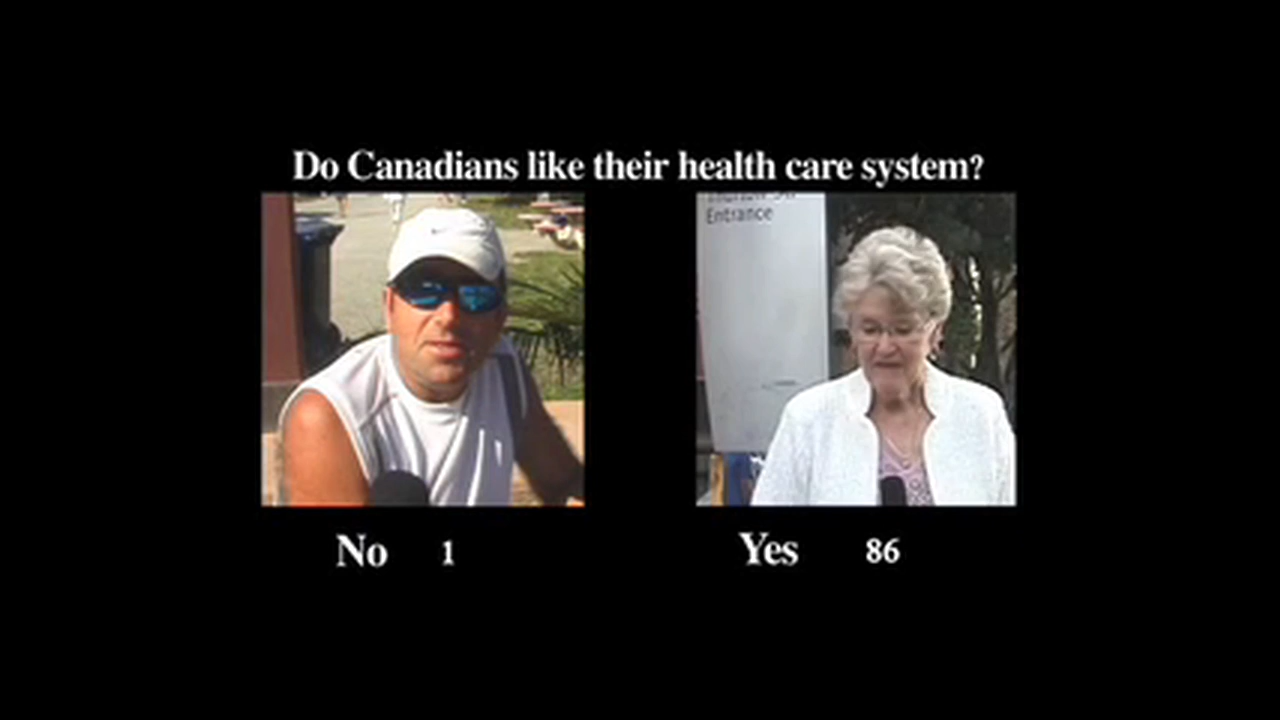 Do Canadians like their health care system?
Entrance
No 1
Yes 86